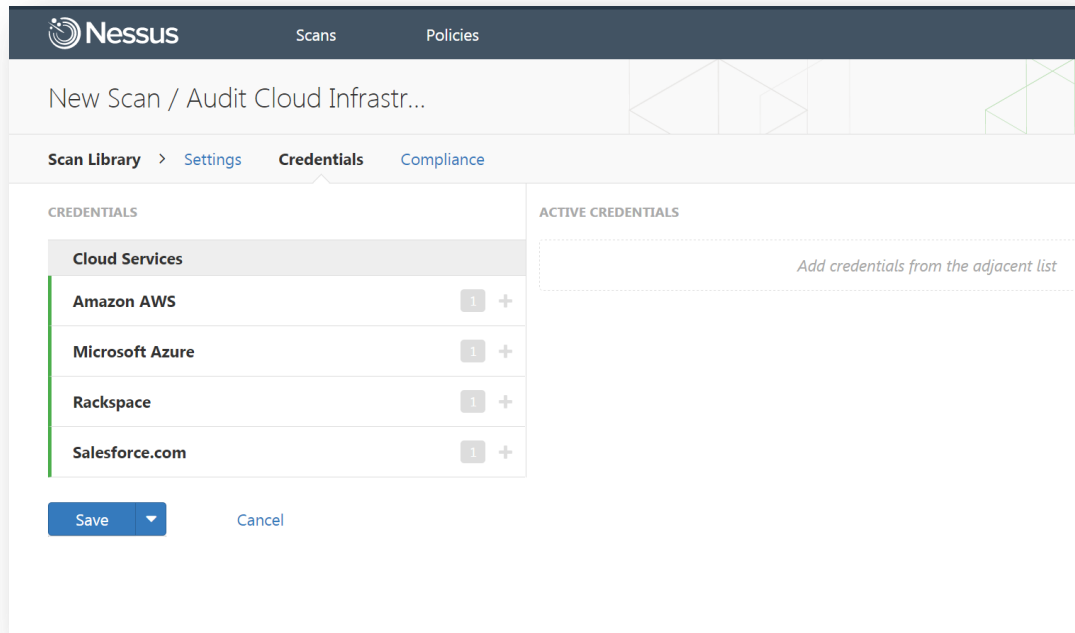 Nessus Scans Policies
New Scan / Audit Cloud Infrastr...
Scan Library > Settings Credentials Compliance
CREDENTIALS
Cloud Services
Amazon AWS 1 +
Microsoft Azure 1 +
Rackspace 1 +
Salesforce.com 1 +
Save Cancel
ACTIVE CREDENTIALS
Add credentials from the adjacent list